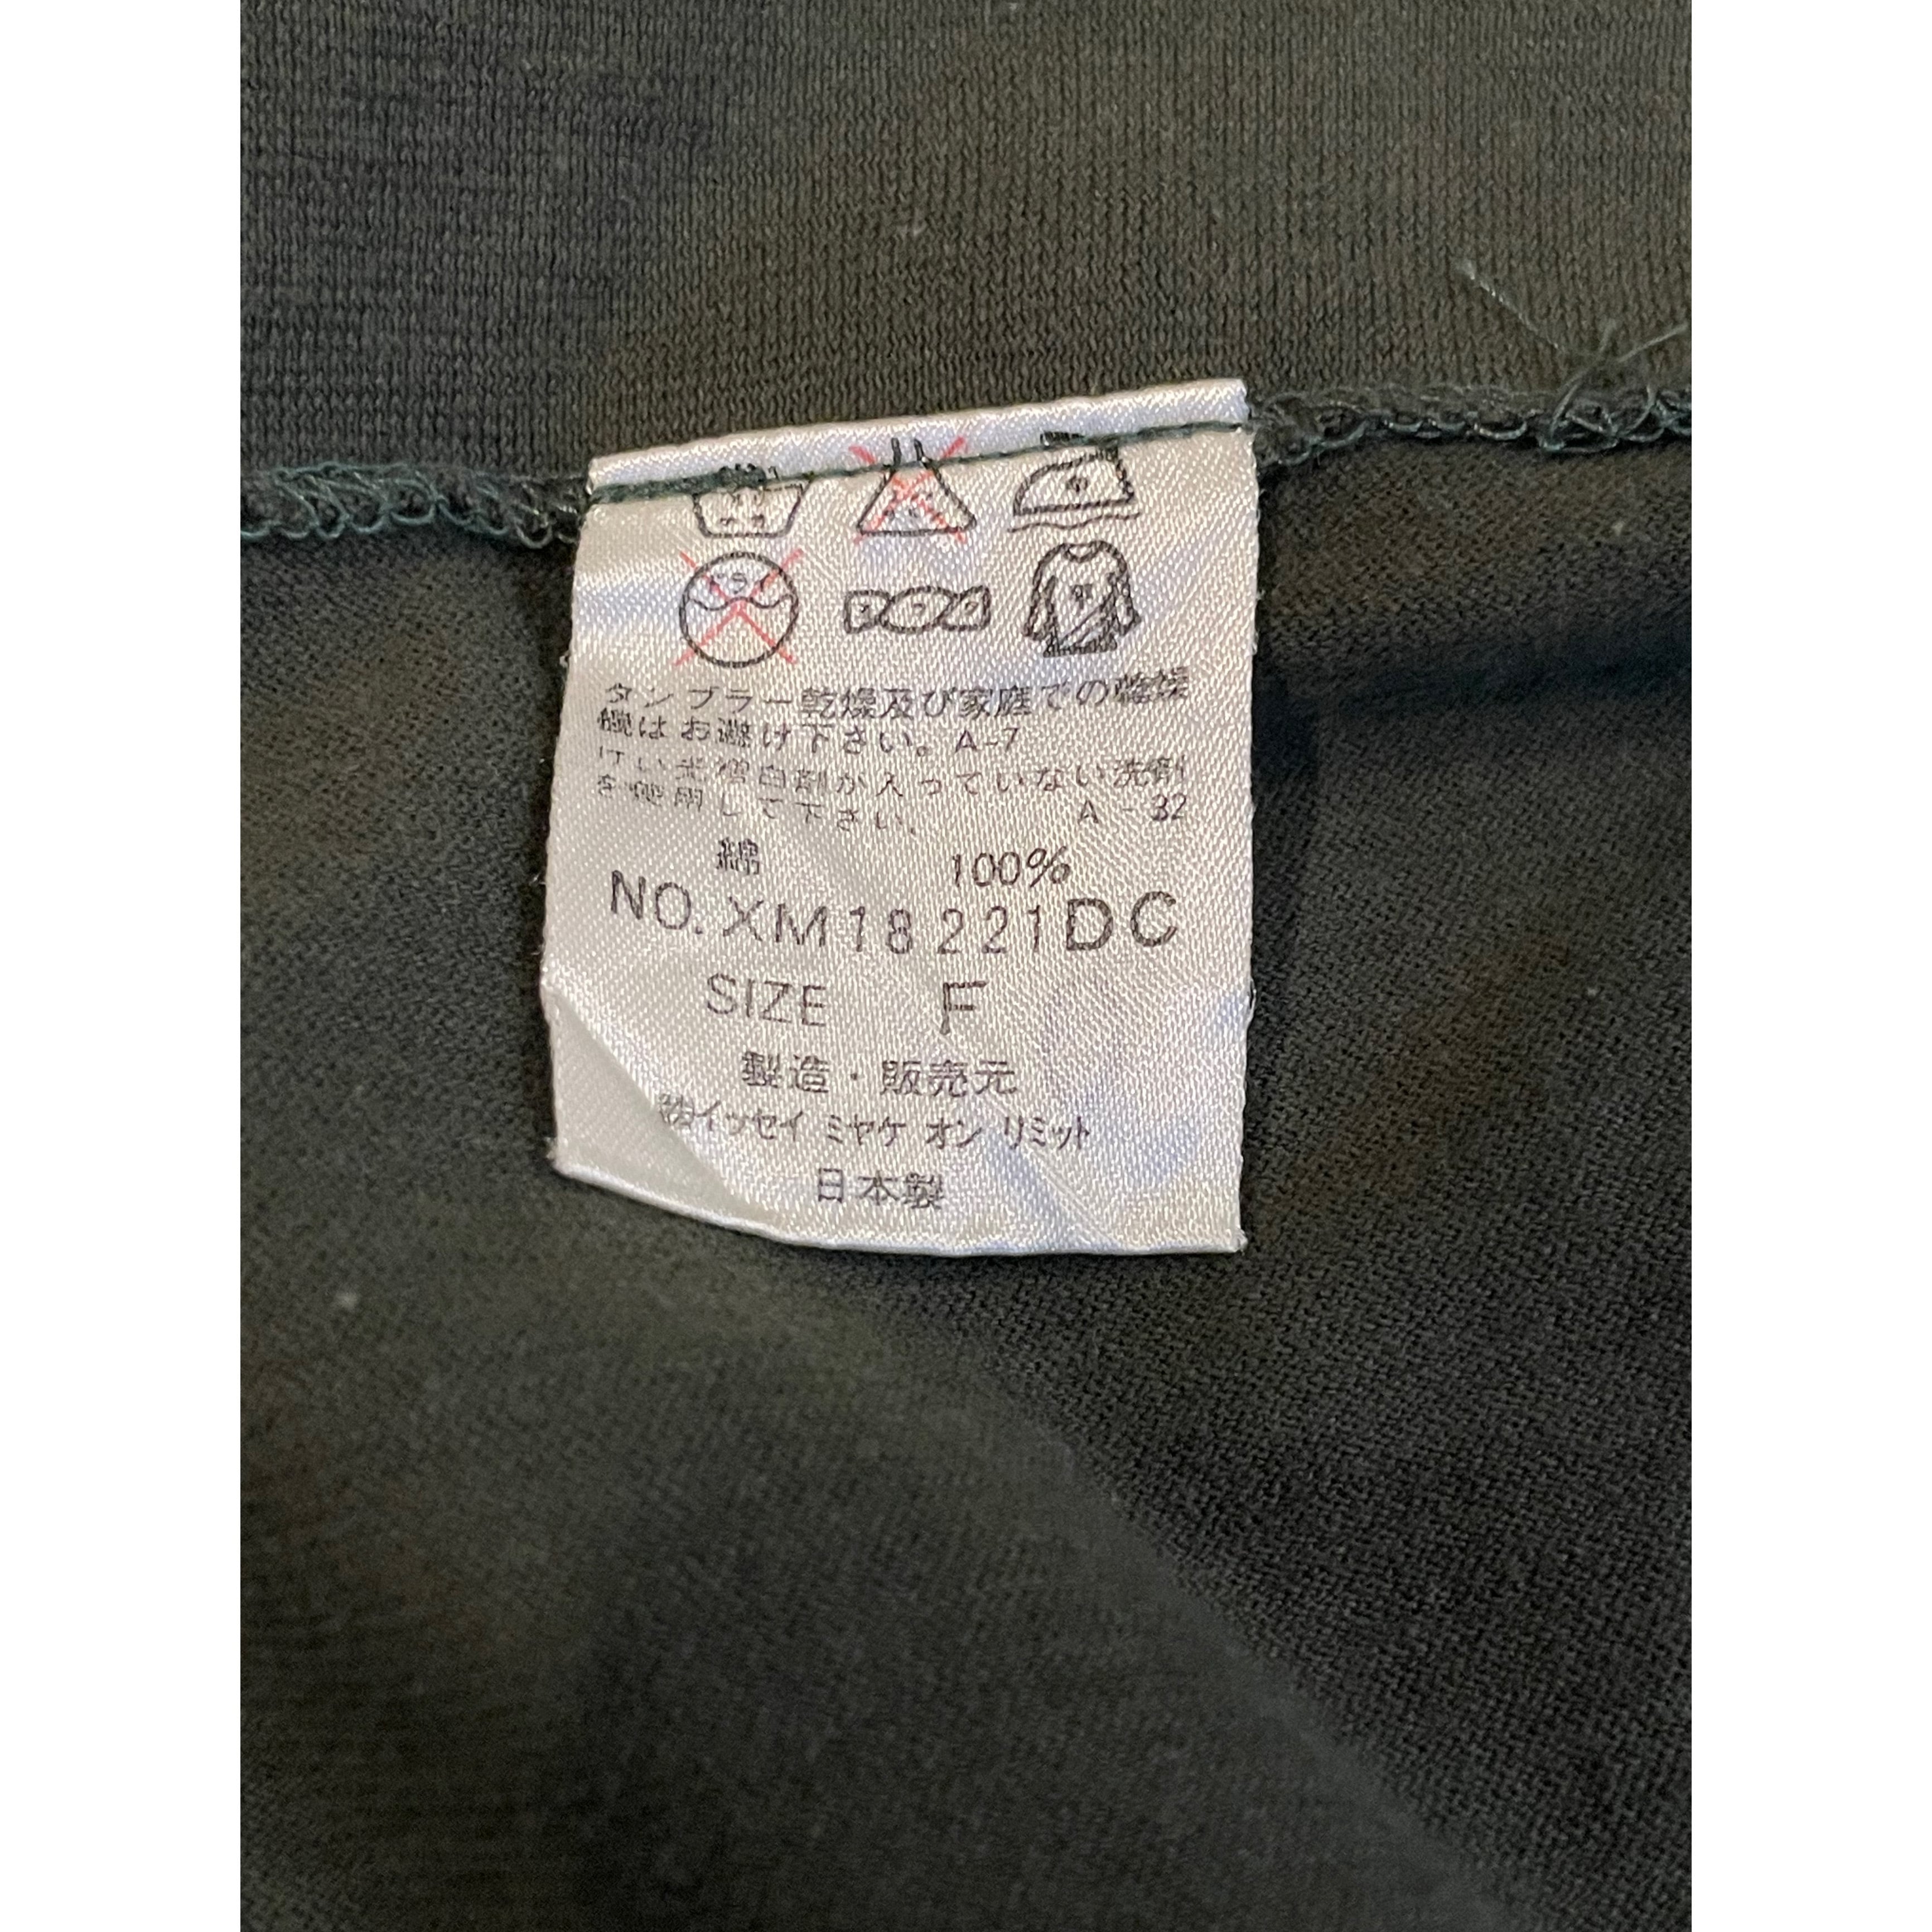 タンブラー乾燥及び家庭での乾燥
機はお避け下さい。A-7
けい光増白剤が入っていない洗剤
を使用して下さい。 A-32
綿 100%
NO.XM18221DC
SIZE F
製造・販売元
㈱イッセイ ミヤケ オン リミット
日本製